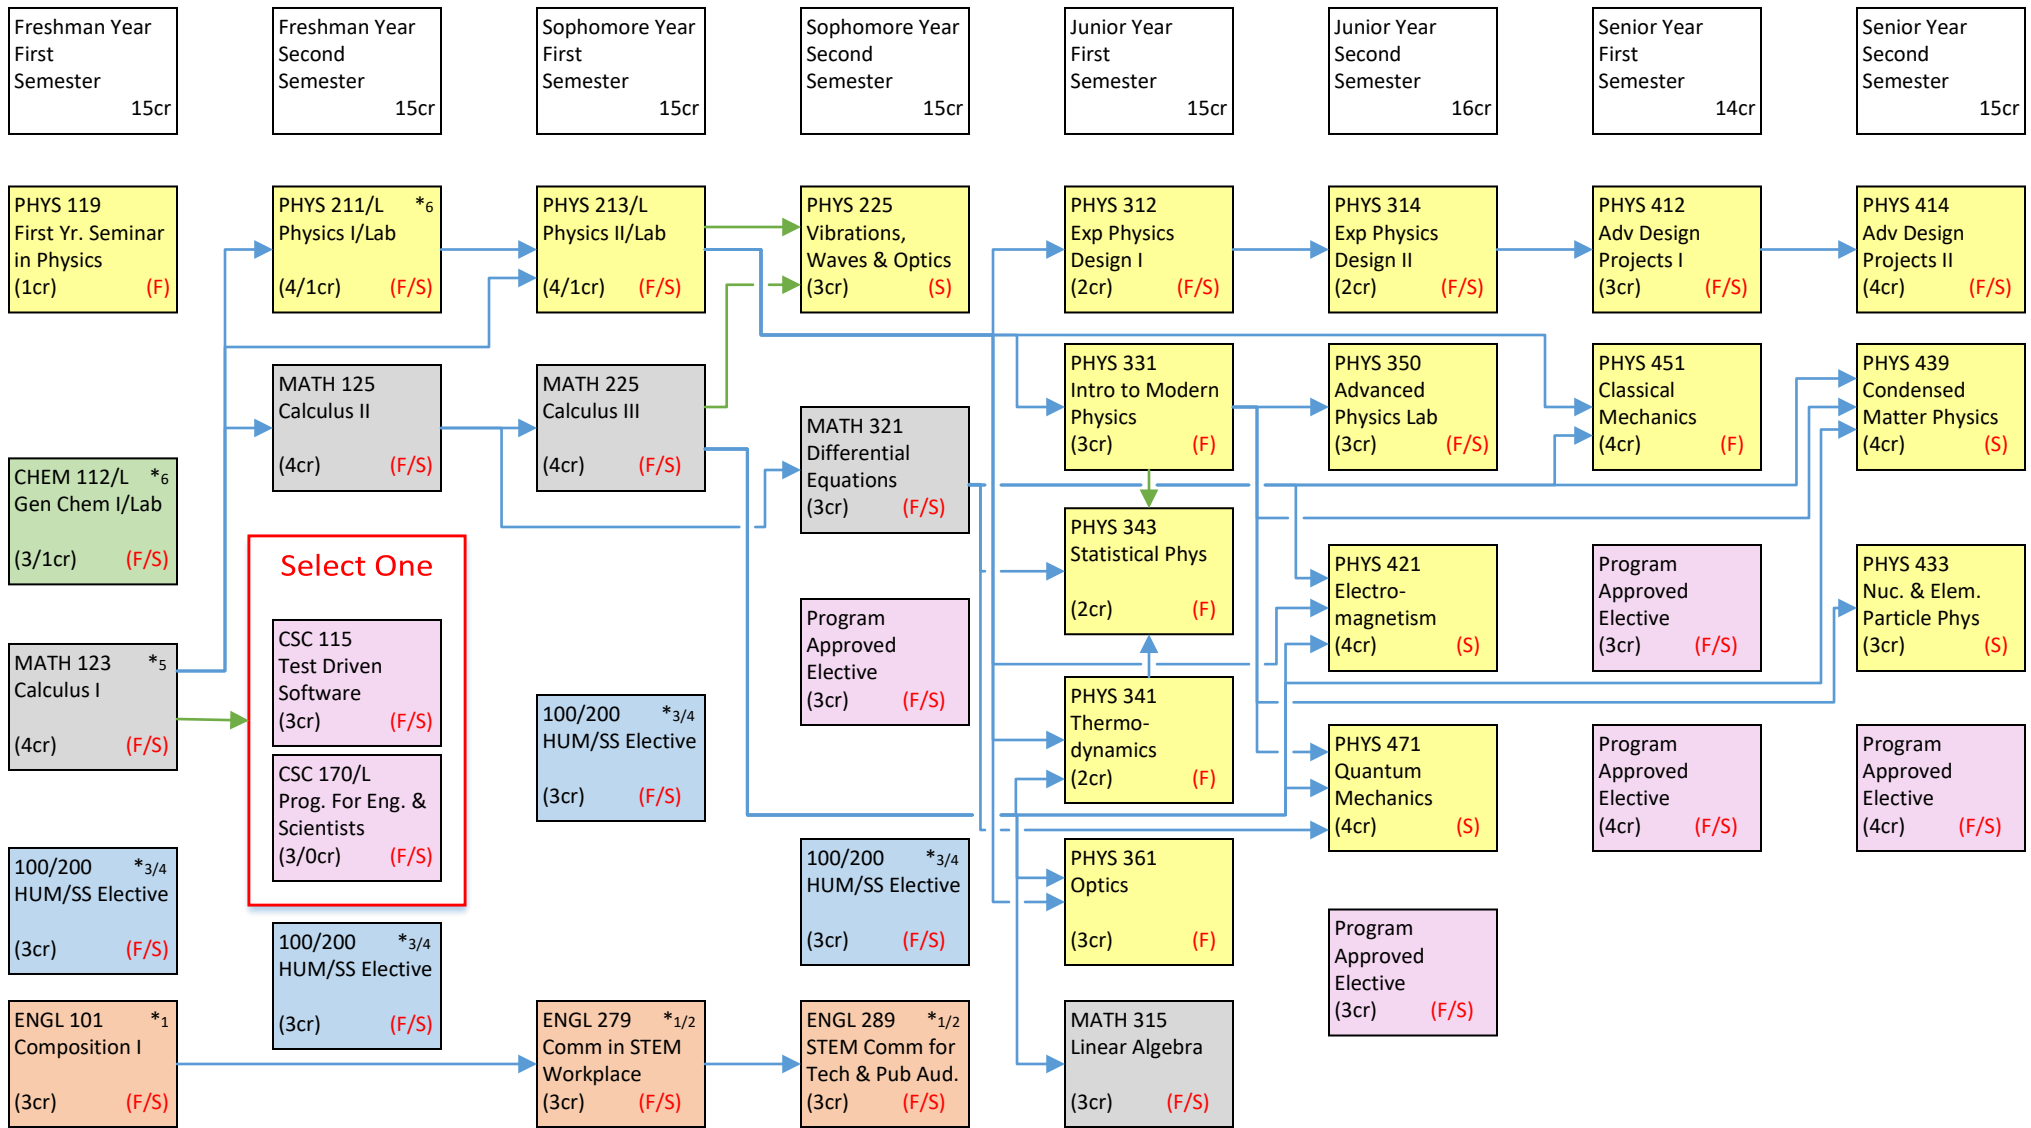 Freshman Year
First
Semester
15cr
Freshman Year
Second
Semester
15cr
Sophomore Year
First
Semester
15cr
Sophomore Year
Second
Semester
15cr
Junior Year
First
Semester
15cr
Junior Year
Second
Semester
16cr
Senior Year
First
Semester
14cr
Senior Year
Second
Semester
15cr
PHYS 119
First Yr. Seminar
in Physics
(1cr) (F)
PHYS 211/L *6
Physics I/Lab
(4/1cr) (F/S)
PHYS 213/L
Physics II/Lab
(4/1cr) (F/S)
PHYS 225
Vibrations,
Waves & Optics
(3cr) (S)
PHYS 312
Exp Physics
Design I
(2cr) (F/S)
PHYS 314
Exp Physics
Design II
(2cr) (F/S)
PHYS 412
Adv Design
Projects I
(3cr) (F/S)
PHYS 414
Adv Design
Projects II
(4cr) (F/S)
MATH 125
Calculus II
(4cr) (F/S)
MATH 225
Calculus III
(4cr) (F/S)
MATH 321
Differential
Equations
(3cr) (F/S)
PHYS 331
Intro to Modern
Physics
(3cr) (F)
PHYS 350
Advanced
Physics Lab
(3cr) (F/S)
PHYS 451
Classical
Mechanics
(4cr) (F)
PHYS 439
Condensed
Matter Physics
(4cr) (S)
CHEM 112/L *6
Gen Chem I/Lab
(3/1cr) (F/S)
Select One
CSC 115
Test Driven
Software
(3cr) (F/S)
CSC 170/L
Prog. For Eng. &
Scientists
(3/0cr) (F/S)
PHYS 343
Statistical Phys
(2cr) (F)
PHYS 421
Electro-
magnetism
(4cr) (S)
Program
Approved
Elective
(3cr) (F/S)
PHYS 433
Nuc. & Elem.
Particle Phys
(3cr) (S)
MATH 123 *5
Calculus I
(4cr) (F/S)
100/200 *3/4
HUM/SS Elective
(3cr) (F/S)
Program
Approved
Elective
(3cr) (F/S)
PHYS 341
Thermo-
dynamics
(2cr) (F)
PHYS 471
Quantum
Mechanics
(4cr) (S)
Program
Approved
Elective
(4cr) (F/S)
Program
Approved
Elective
(4cr) (F/S)
100/200 *3/4
HUM/SS Elective
(3cr) (F/S)
100/200 *3/4
HUM/SS Elective
(3cr) (F/S)
100/200 *3/4
HUM/SS Elective
(3cr) (F/S)
PHYS 361
Optics
(3cr) (F)
Program
Approved
Elective
(3cr) (F/S)
ENGL 101 *1
Composition I
(3cr) (F/S)
ENGL 279 *1/2
Comm in STEM
Workplace
(3cr) (F/S)
ENGL 289 *1/2
STEM Comm for
Tech & Pub Aud.
(3cr) (F/S)
MATH 315
Linear Algebra
(3cr) (F/S)